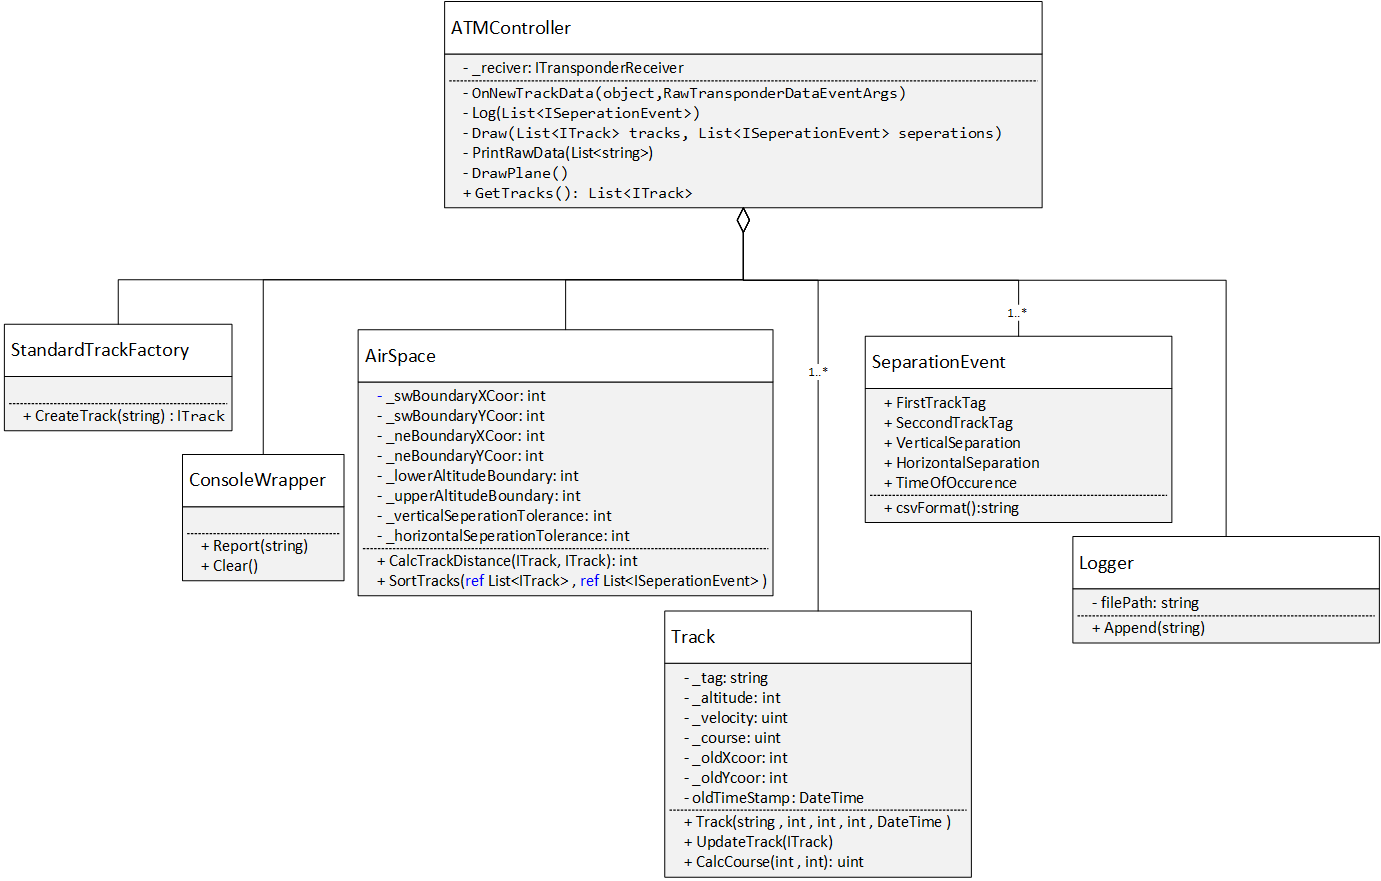 ATMController
- _reciver: ITransponderReceiver
- OnNewTrackData(object,RawTransponderDataEventArgs)
- Log(List<ISeperationEvent>)
- Draw(List<ITrack> tracks, List<ISeperationEvent> seperations)
- PrintRawData(List<string>)
- DrawPlane()
+ GetTracks(): List<ITrack>
StandardTrackFactory
+ CreateTrack(string) : ITrack
ConsoleWrapper
+ Report(string)
+ Clear()
AirSpace
- _swBoundaryXCoor: int
- _swBoundaryYCoor: int
- _neBoundaryXCoor: int
- _neBoundaryYCoor: int
- _lowerAltitudeBoundary: int
- _upperAltitudeBoundary: int
- _verticalSeperationTolerance: int
- _horizontalSeperationTolerance: int
+ CalcTrackDistance(ITrack, ITrack): int
+ SortTracks(ref List<ITrack> , ref List<ISeperationEvent> )
1..*
Track
- _tag: string
- _altitude: int
- _velocity: uint
- _course: uint
- _oldXcoor: int
- _oldYcoor: int
- oldTimeStamp: DateTime
+ Track(string , int , int , int , DateTime )
+ UpdateTrack(ITrack)
+ CalcCourse(int , int): uint
1..*
SeparationEvent
+ FirstTrackTag
+ SeccondTrackTag
+ VerticalSeparation
+ HorizontalSeparation
+ TimeOfOccurence
+ csvFormat():string
Logger
- filePath: string
+ Append(string)